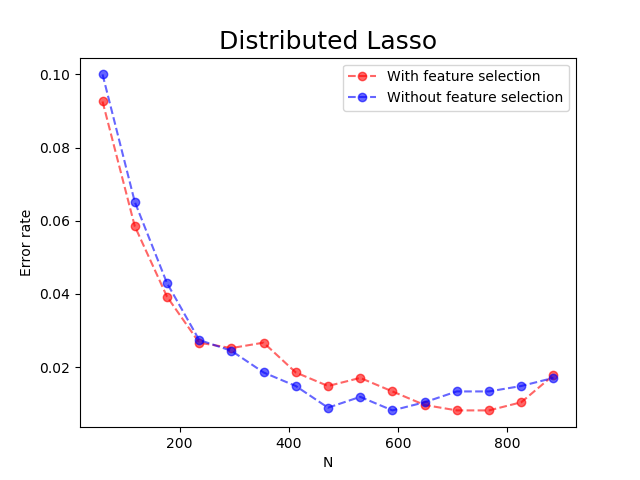 Distributed Lasso
With feature selection
Without feature selection
0.10
0.08
0.06
0.04
0.02
Error rate
200
400
600
800
N